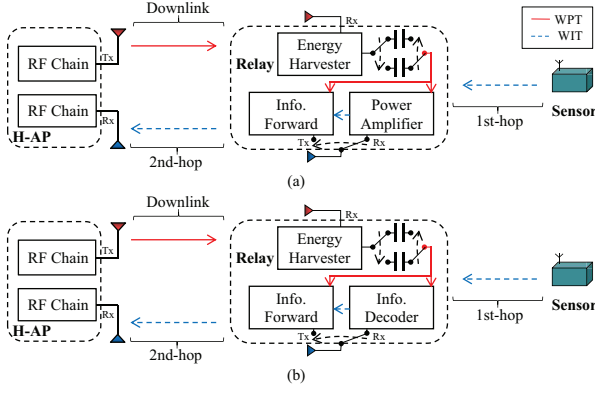 Downlink
Rx
WPT
WIT
RF Chain
Tx
Relay
Energy
Harvester
RF Chain
Rx
H-AP
Info.
Forward
Power
Amplifier
1st-hop
Sensor
Tx
Rx
2nd-hop
(a)
Downlink
Rx
RF Chain
Tx
Relay
Energy
Harvester
RF Chain
Rx
H-AP
Info.
Forward
Info.
Decoder
1st-hop
Sensor
Tx
Rx
2nd-hop
(b)